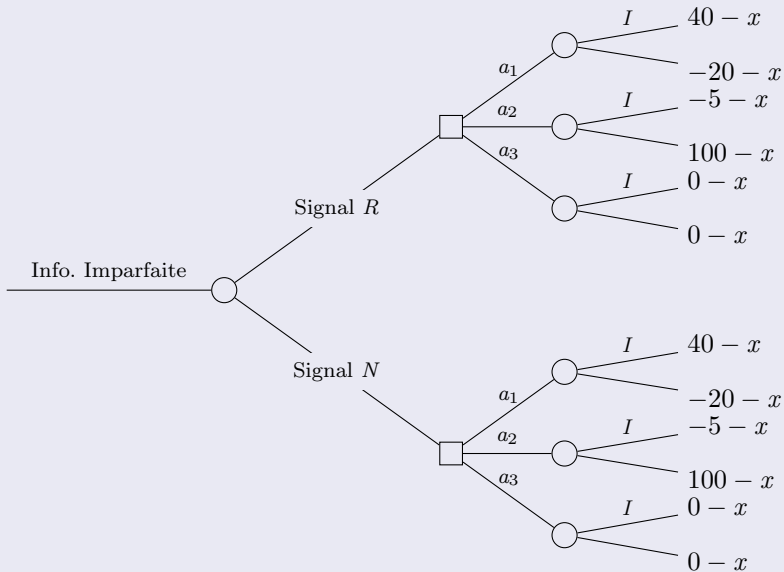 I
40 − x
−20 − x
a₁
I
−5 − x
a₂
100 − x
a₃
I
0 − x
0 − x
Signal R
Info. Imparfaite
Signal N
I
40 − x
−20 − x
a₁
I
−5 − x
a₂
100 − x
a₃
I
0 − x
0 − x